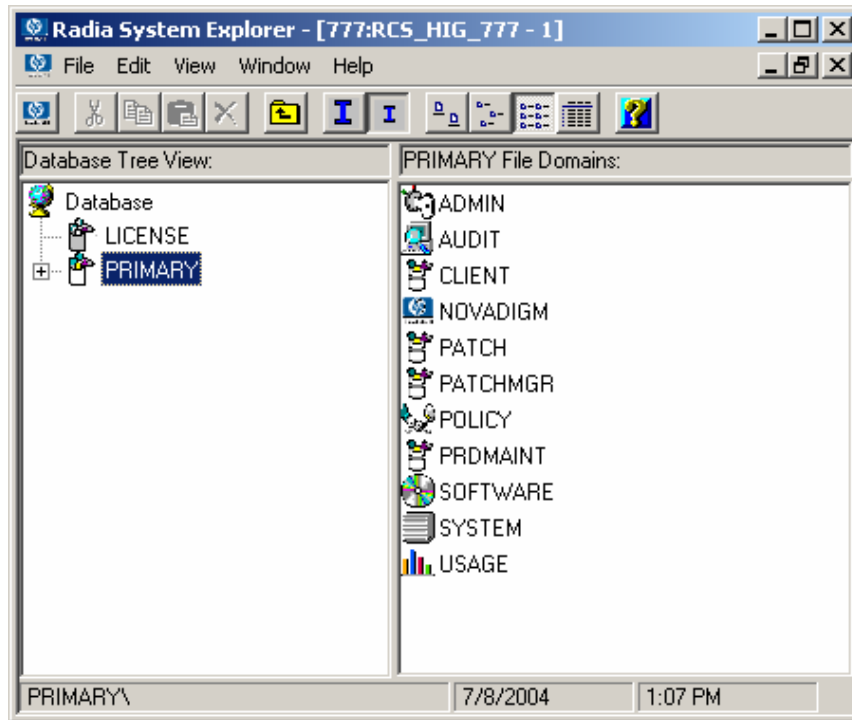 Radia System Explorer - [777:RCS_HIG_777 - 1]
File Edit View Window Help
Database Tree View:
PRIMARY File Domains:
Database
LICENSE
PRIMARY
ADMIN
AUDIT
CLIENT
NOVADIGM
PATCH
PATCHMGR
POLICY
PRDMAINT
SOFTWARE
SYSTEM
USAGE
PRIMARY\
7/8/2004
1:07 PM